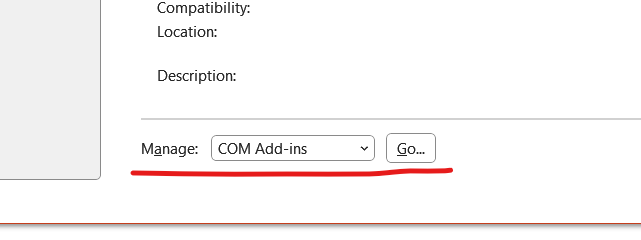 Compatibility:
Location:
Description:
Manage: COM Add-ins Go...